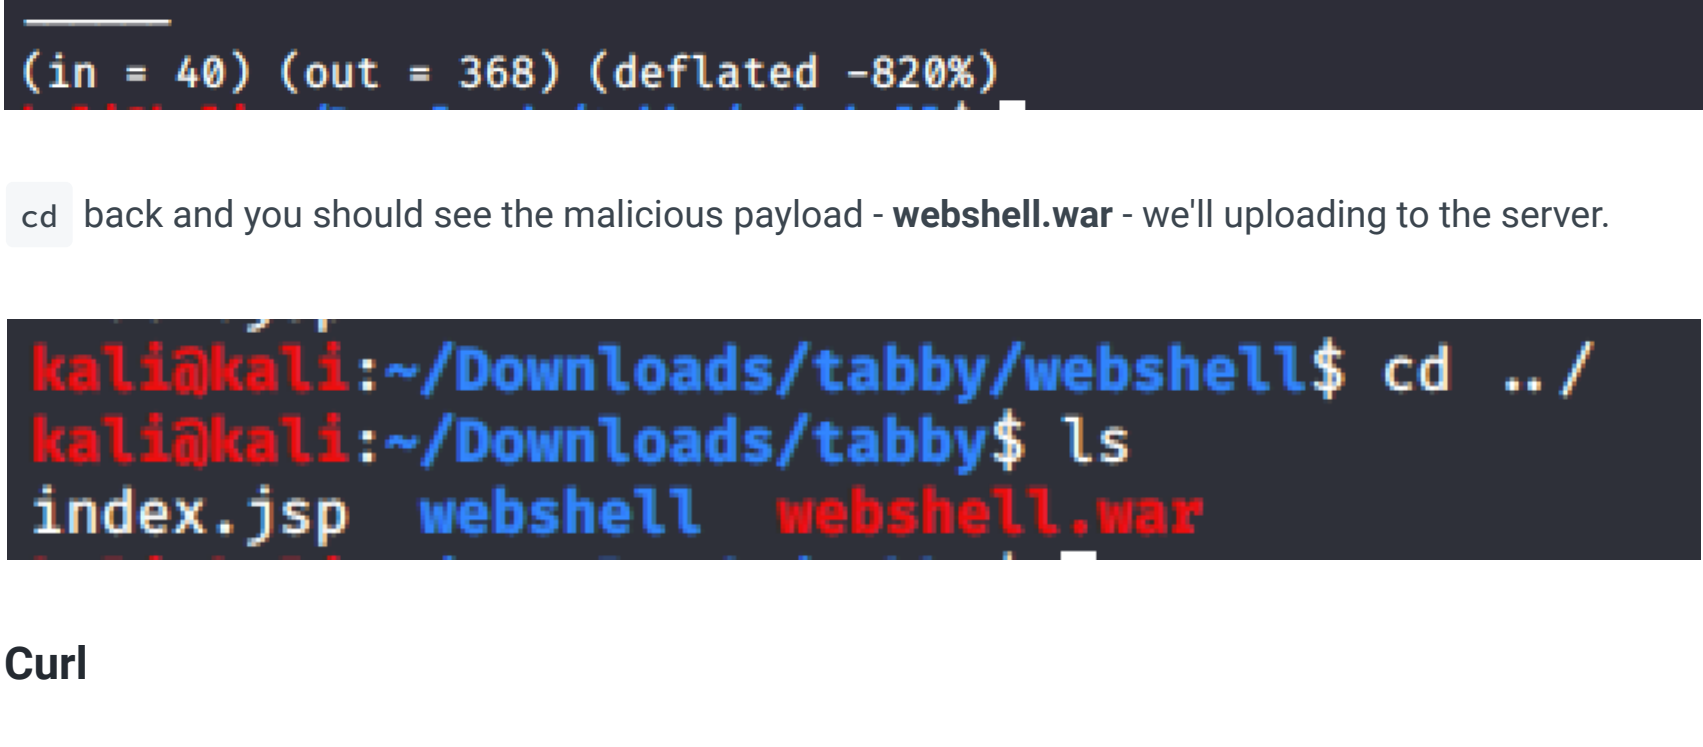 (in = 40) (out = 368) (deflated -820%)
cd back and you should see the malicious payload - webshell.war - we'll uploading to the server.
kali@kali:~/Downloads/tabby/webshell$ cd ../
kali@kali:~/Downloads/tabby$ ls
index.jsp webshell webshell.war
Curl